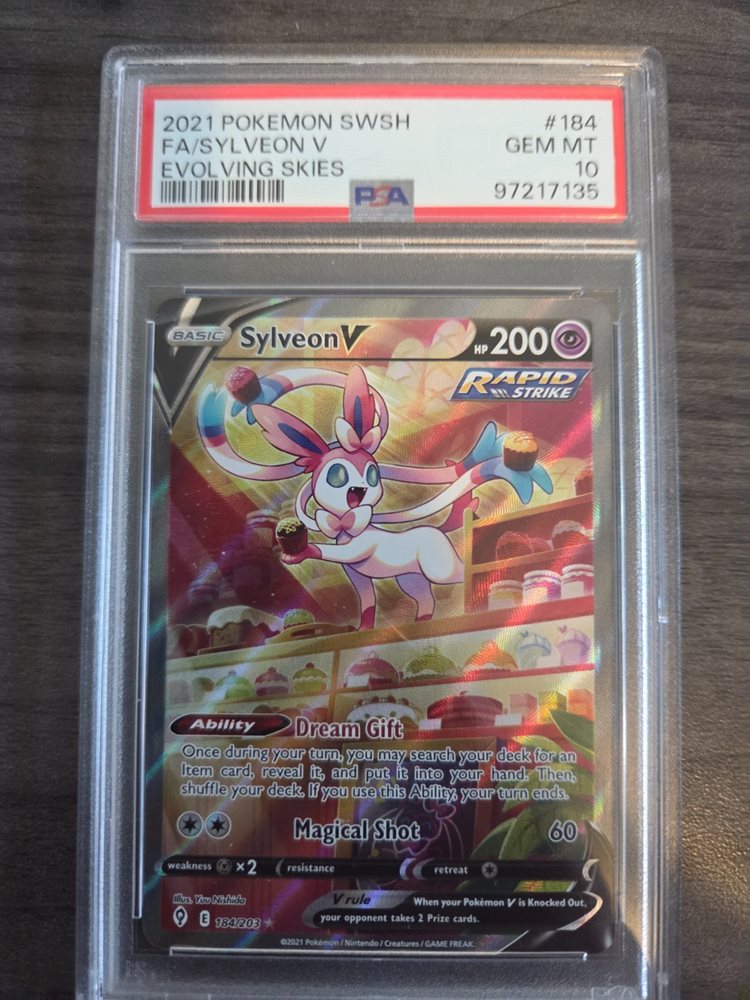 2021 POKEMON SWSH #184
FA/SYLVEON V GEM MT
EVOLVING SKIES 10
PSA 97217135
BASIC Sylveon V HP 200
RAPID STRIKE
Ability Dream Gift
Once during your turn, you may search your deck for an
Item card, reveal it, and put it into your hand. Then,
shuffle your deck. If you use this Ability, your turn ends.
Magical Shot 60
weakness ×2 resistance retreat
Illus. Yuu Nishida
V rule When your Pokémon V is Knocked Out,
your opponent takes 2 Prize cards.
E 184/203
©2021 Pokémon / Nintendo / Creatures / GAME FREAK